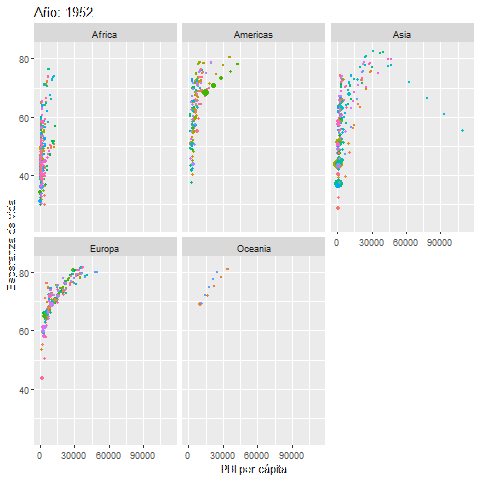 Año: 1952
Africa
Americas
Asia
80
60
40
0
30000
60000
90000
Europa
Oceania
80
60
40
0
30000
60000
90000
0
30000
60000
90000
Esperanza de vida
PBI per cápita